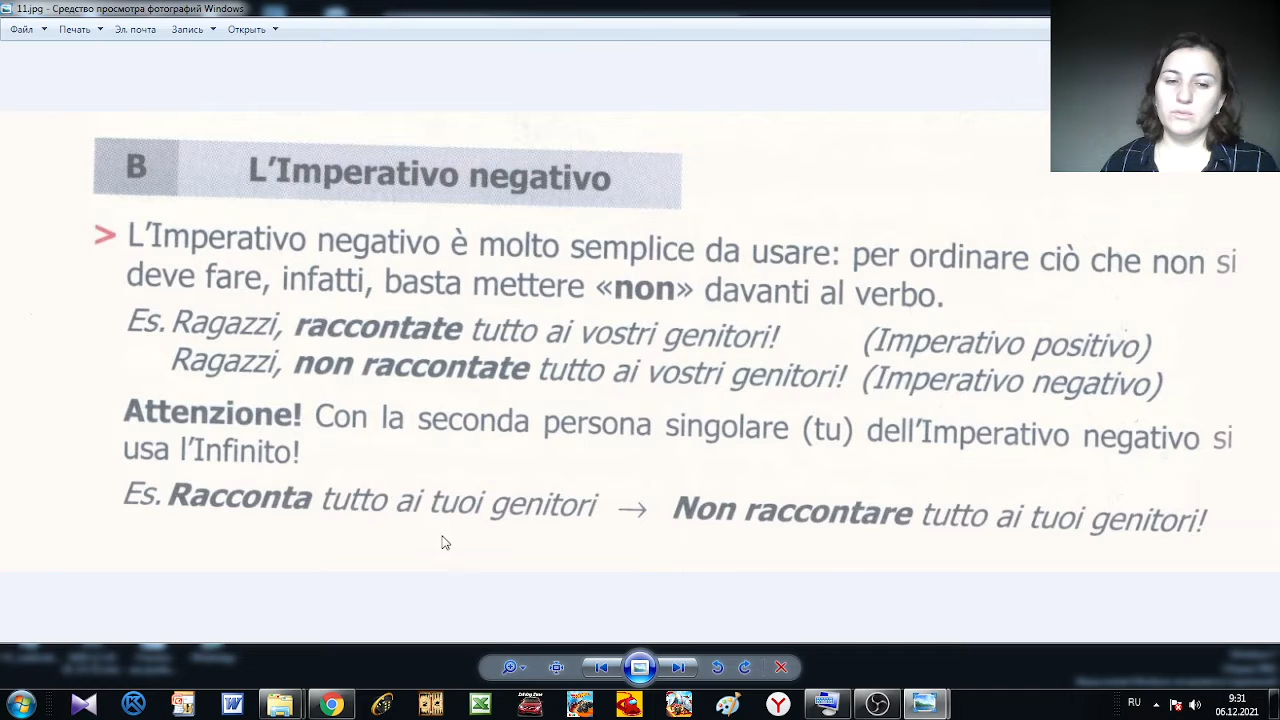 11.jpg - Средство просмотра фотографий Windows
Файл Печать Эл. почта Запись Открыть
B L'Imperativo negativo
> L'Imperativo negativo è molto semplice da usare: per ordinare ciò che non si
deve fare, infatti, basta mettere «non» davanti al verbo.
Es. Ragazzi, raccontate tutto ai vostri genitori! (Imperativo positivo)
Ragazzi, non raccontate tutto ai vostri genitori! (Imperativo negativo)
Attenzione! Con la seconda persona singolare (tu) dell'Imperativo negativo si
usa l'Infinito!
Es. Racconta tutto ai tuoi genitori → Non raccontare tutto ai tuoi genitori!
RU 9:31
06.12.2021